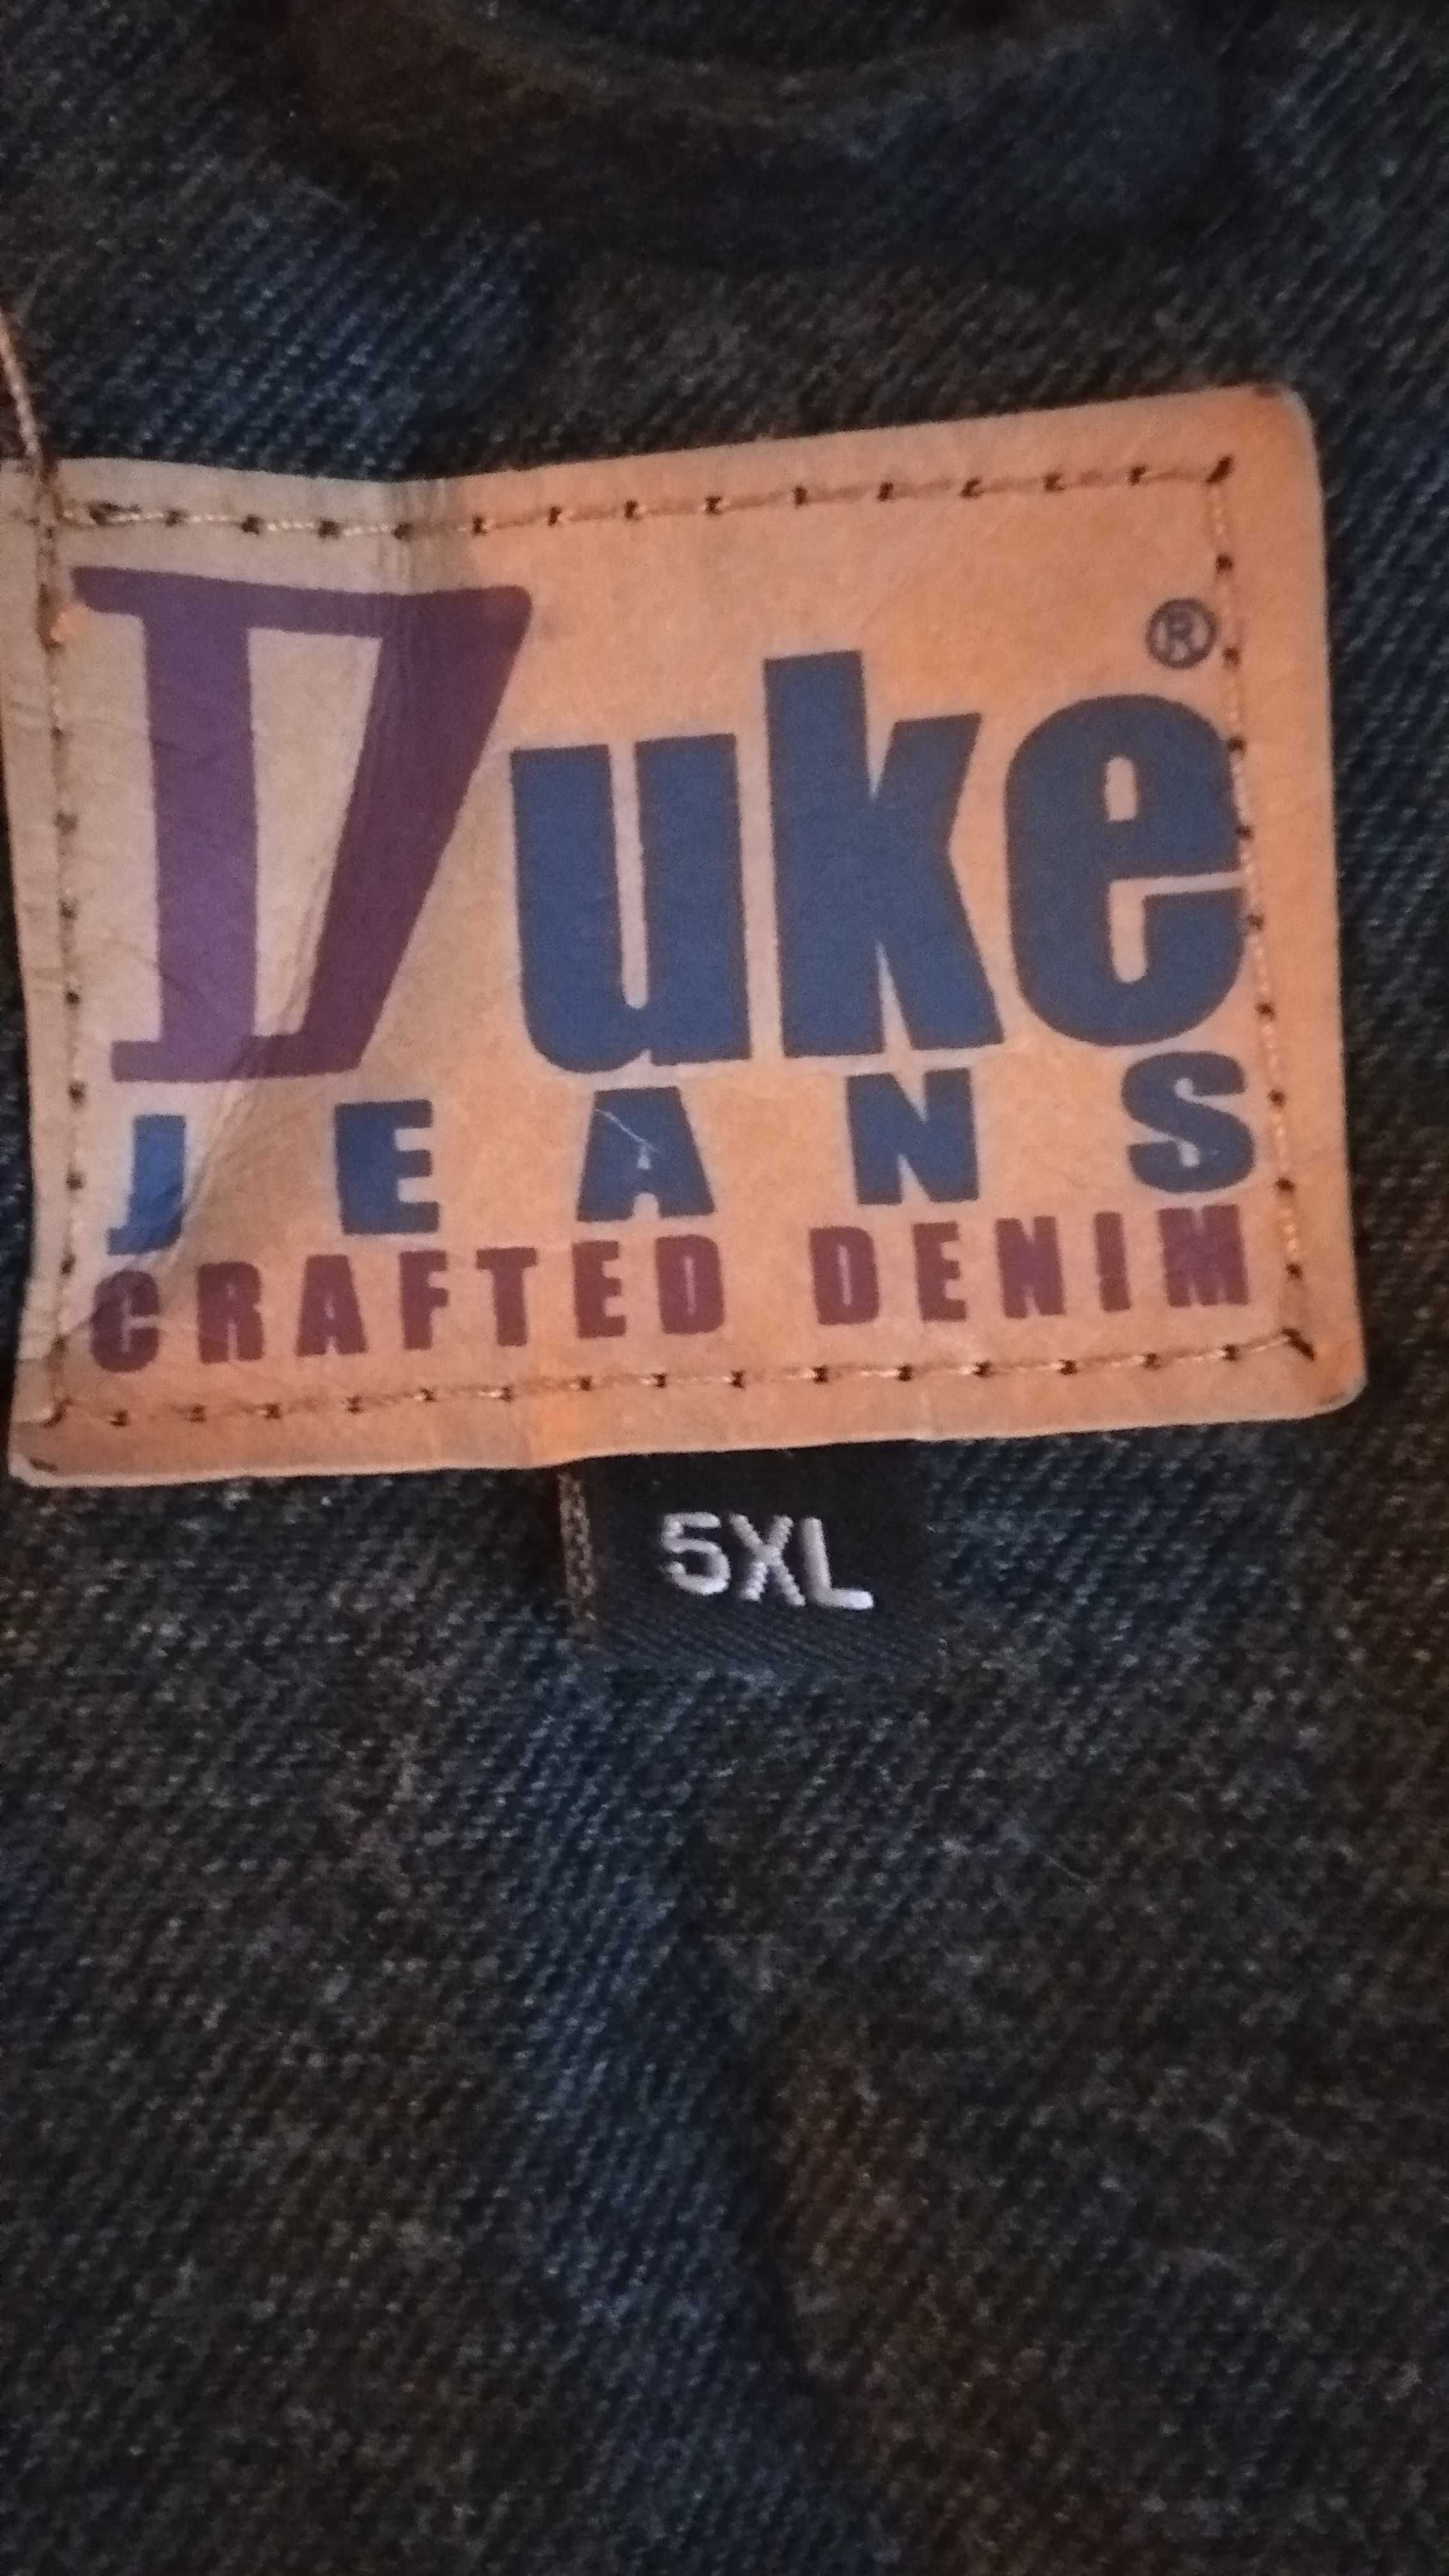 Duke®
JEANS
CRAFTED DENIM
5XL